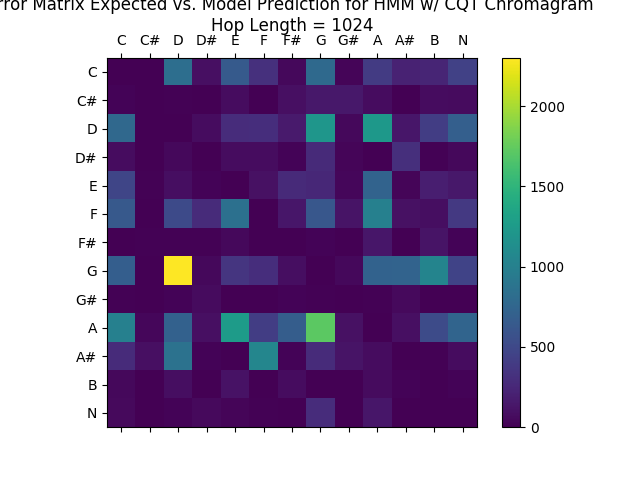 rror Matrix Expected vs. Model Prediction for HMM w/ CQT Chromagram
Hop Length = 1024
C C# D D# E F F# G G# A A# B N
C
C#
D
D#
E
F
F#
G
G#
A
A#
B
N
2000
1500
1000
500
0